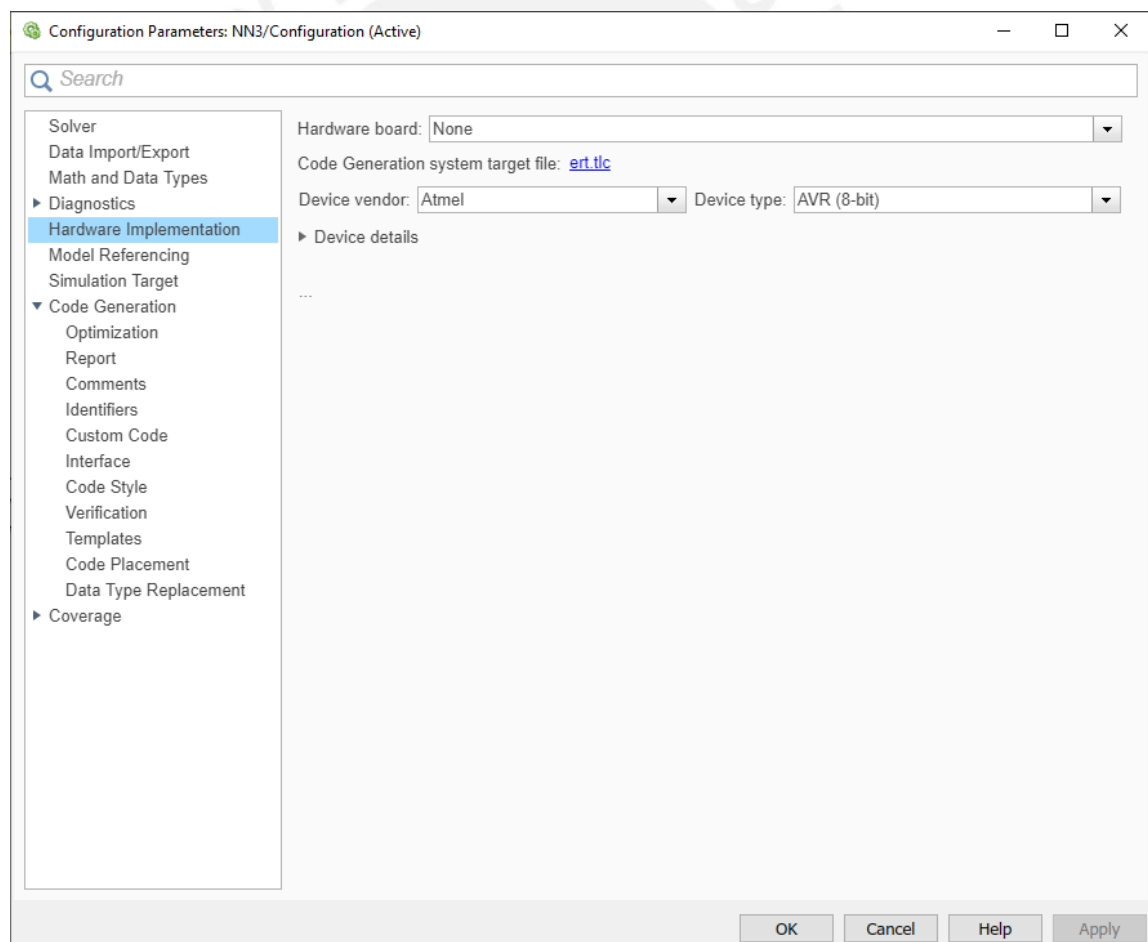 Configuration Parameters: NN3/Configuration (Active)
Search
Solver
Data Import/Export
Math and Data Types
Diagnostics
Hardware Implementation
Model Referencing
Simulation Target
Code Generation
Optimization
Report
Comments
Identifiers
Custom Code
Interface
Code Style
Verification
Templates
Code Placement
Data Type Replacement
Coverage
Hardware board: None
Code Generation system target file: ert.tlc
Device vendor: Atmel Device type: AVR (8-bit)
Device details
...
OK Cancel Help Apply